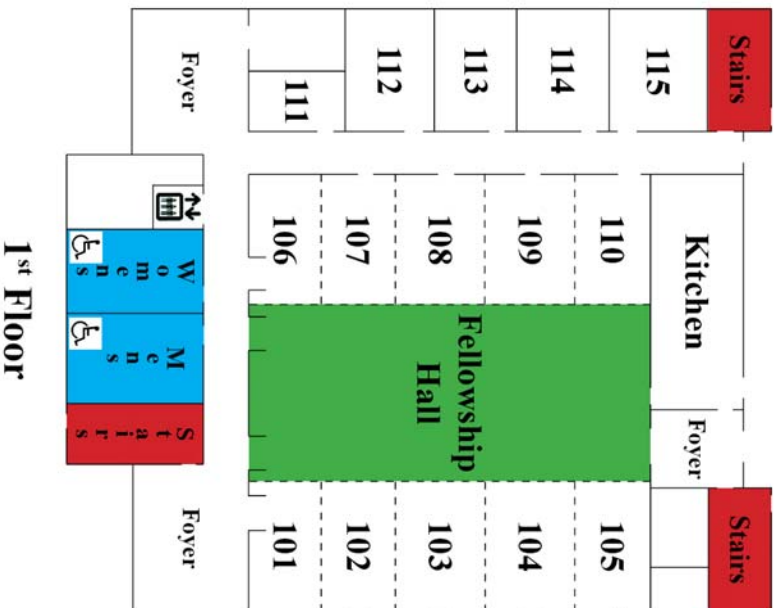 Stairs
115
114
113
112
111
Foyer
Kitchen
110
109
108
107
106
Womens
Fellowship
Hall
Mens
Foyer
Stairs
Stairs
105
104
103
102
101
Foyer
1st Floor